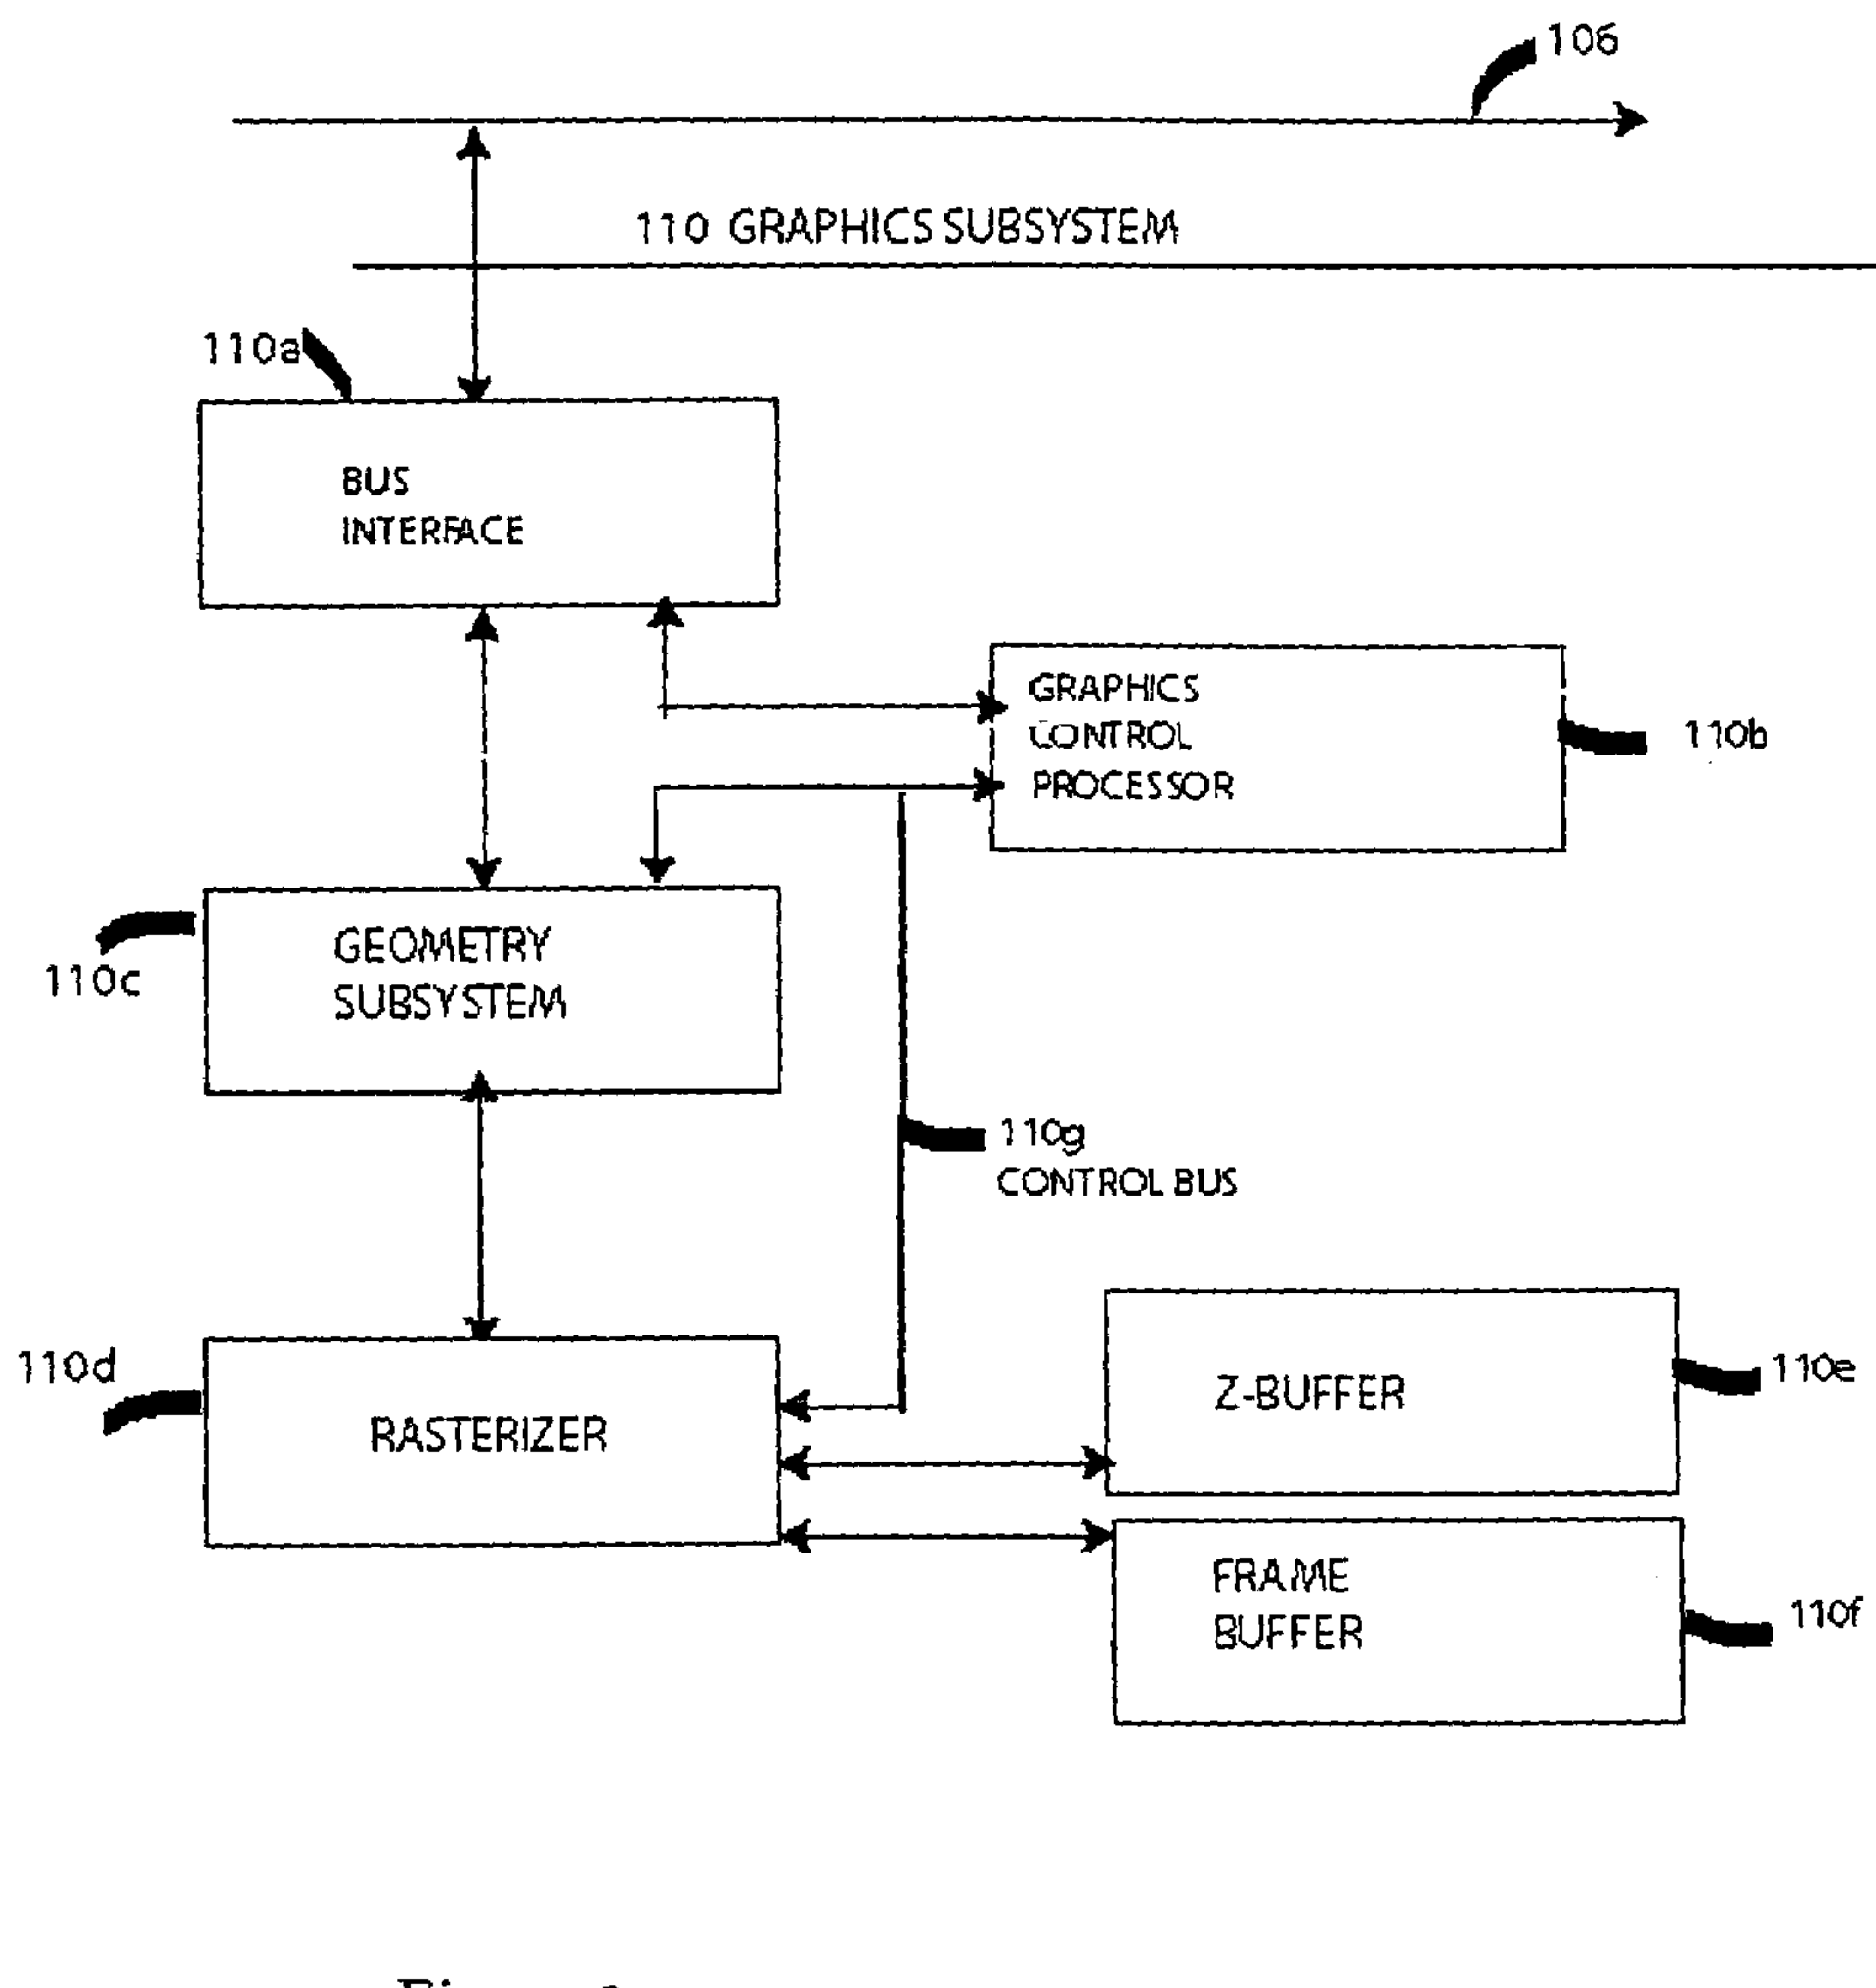 106
110 GRAPHICS SUBSYSTEM
110a
BUS
INTERFACE
GRAPHICS
CONTROL
PROCESSOR
110b
GEOMETRY
SUBSYSTEM
110c
110g
CONTROL BUS
110d
RASTERIZER
Z-BUFFER
110e
FRAME
BUFFER
110f